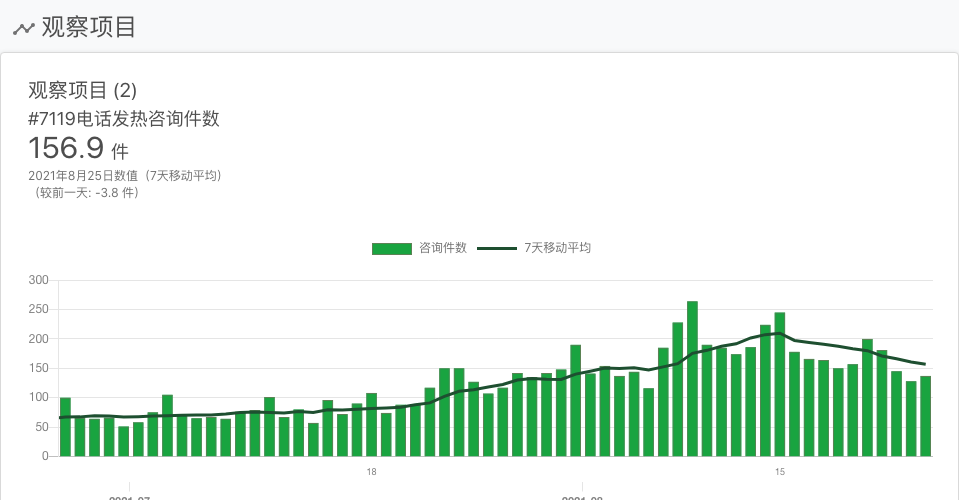 观察项目
观察项目 (2)
#7119电话发热咨询件数
156.9 件
2021年8月25日数值（7天移动平均）
（较前一天: -3.8 件）
咨询件数 7天移动平均
300
250
200
150
100
50
0
18 15